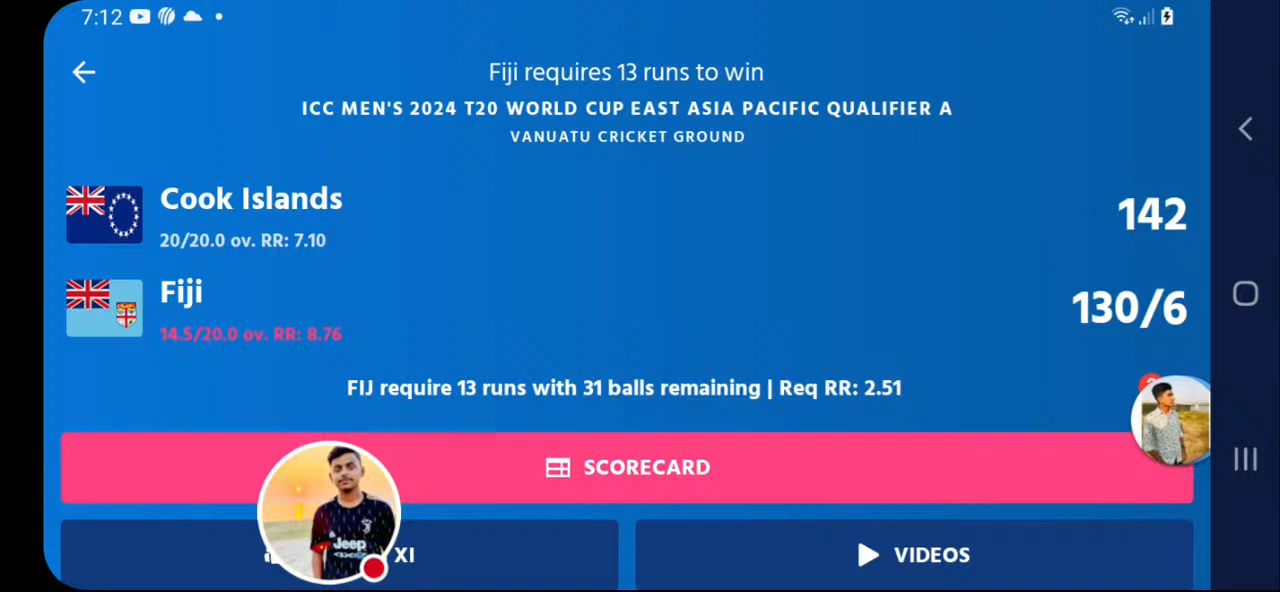 7:12
Fiji requires 13 runs to win
ICC MEN'S 2024 T20 WORLD CUP EAST ASIA PACIFIC QUALIFIER A
VANUATU CRICKET GROUND
Cook Islands
142
20/20.0 ov. RR: 7.10
Fiji
130/6
14.5/20.0 ov. RR: 8.76
FIJ require 13 runs with 31 balls remaining | Req RR: 2.51
SCORECARD
Jeep
XI
VIDEOS